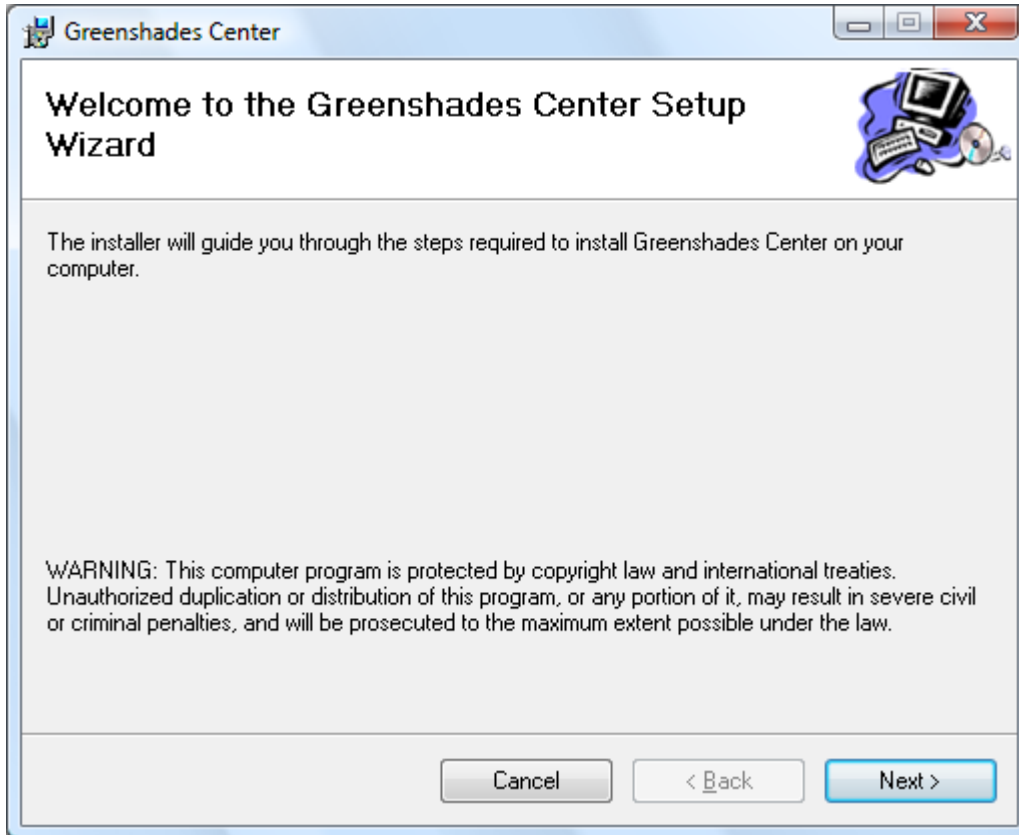 Greenshades Center
Welcome to the Greenshades Center Setup
Wizard
The installer will guide you through the steps required to install Greenshades Center on your
computer.
WARNING: This computer program is protected by copyright law and international treaties.
Unauthorized duplication or distribution of this program, or any portion of it, may result in severe civil
or criminal penalties, and will be prosecuted to the maximum extent possible under the law.
Cancel < Back Next >